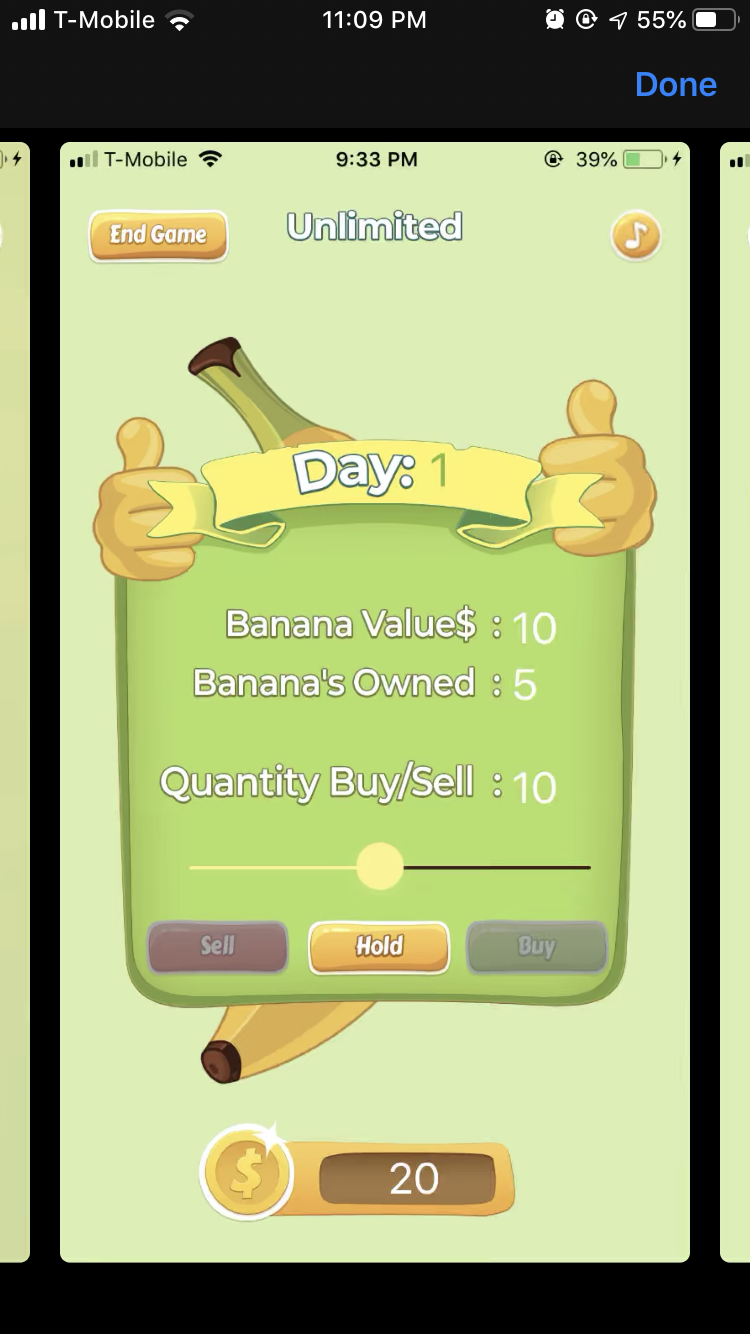 T-Mobile 11:09 PM 55%
Done
T-Mobile 9:33 PM 39%
End Game Unlimited
Day: 1
Banana Value$ : 10
Banana's Owned : 5
Quantity Buy/Sell : 10
Sell Hold Buy
$ 20